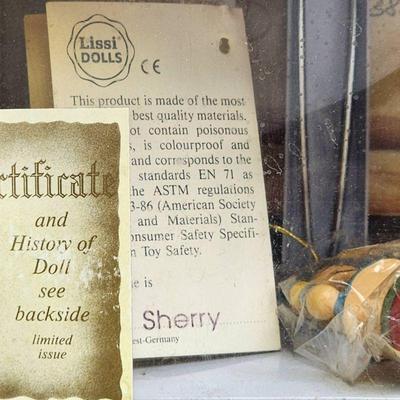 Lissi®
DOLLS
CE
This product is made of the most
best quality materials,
ot contain poisonous
s, is colourproof and
and corresponds to the
standards EN 71 as
the ASTM regulations
3-86 (American Society
and Materials) Stan-
onsumer Safety Specifi-
n Toy Safety.
e is
Sherry
est-Germany
rtificate
and
History of
Doll
see
backside
limited
issue